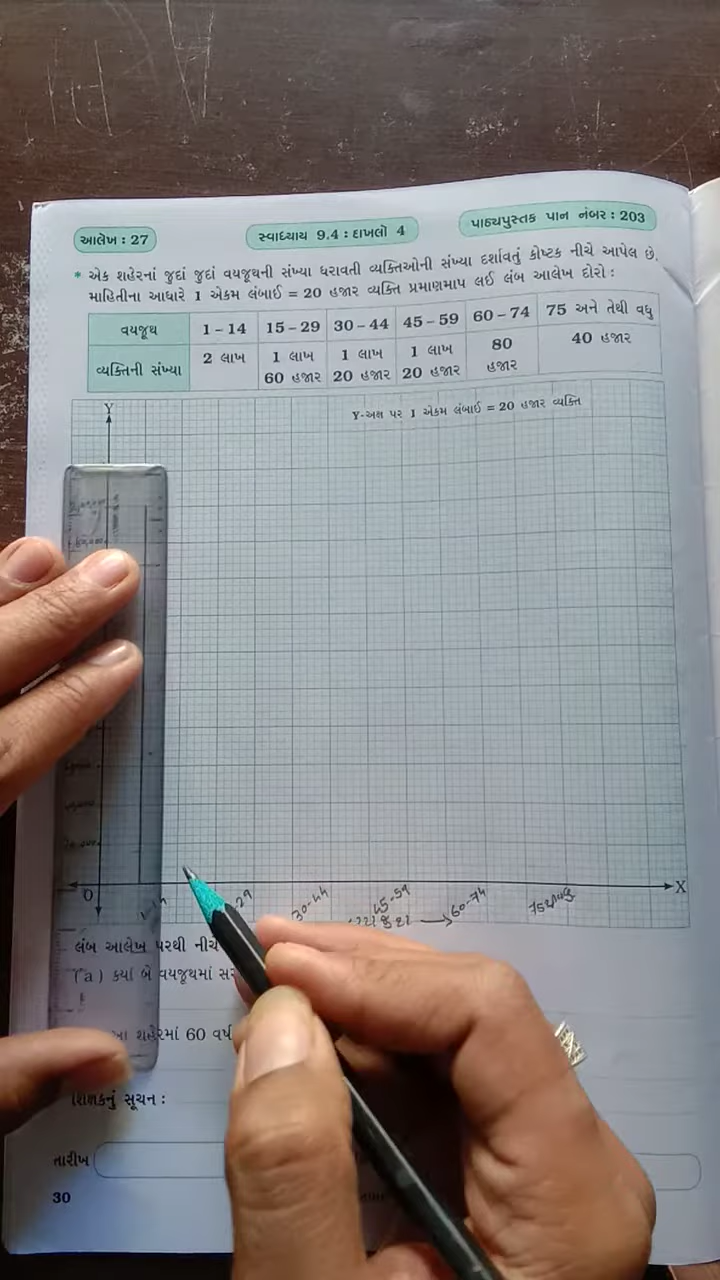 આલેખ : 27
સ્વાધ્યાય 9.4 : દાખલો 4
પાઠ્યપુસ્તક પાન નંબર : 203
* એક શહેરનાં જુદાં જુદાં વયજૂથની સંખ્યા ધરાવતી વ્યક્તિઓની સંખ્યા દર્શાવતું કોષ્ટક નીચે આપેલ છે.
માહિતીના આધારે 1 એકમ લંબાઈ = 20 હજાર વ્યક્તિ પ્રમાણમાપ લઈ લંબ આલેખ દોરો :
વયજૂથ 1 – 14 15 – 29 30 – 44 45 – 59 60 – 74 75 અને તેથી વધુ
વ્યક્તિની સંખ્યા 2 લાખ 1 લાખ 60 હજાર 1 લાખ 20 હજાર 1 લાખ 20 હજાર 80 હજાર 40 હજાર
Y
Y-અક્ષ પર 1 એકમ લંબાઈ = 20 હજાર વ્યક્તિ
X
0
1-14
29
30-44
45-59
60-74
લંબ આલેખ પરથી નીચે
(a) કયા બે વયજૂથમાં
શહેરમાં 60 વર્ષ
શિક્ષકનું સૂચન :
તારીખ
30